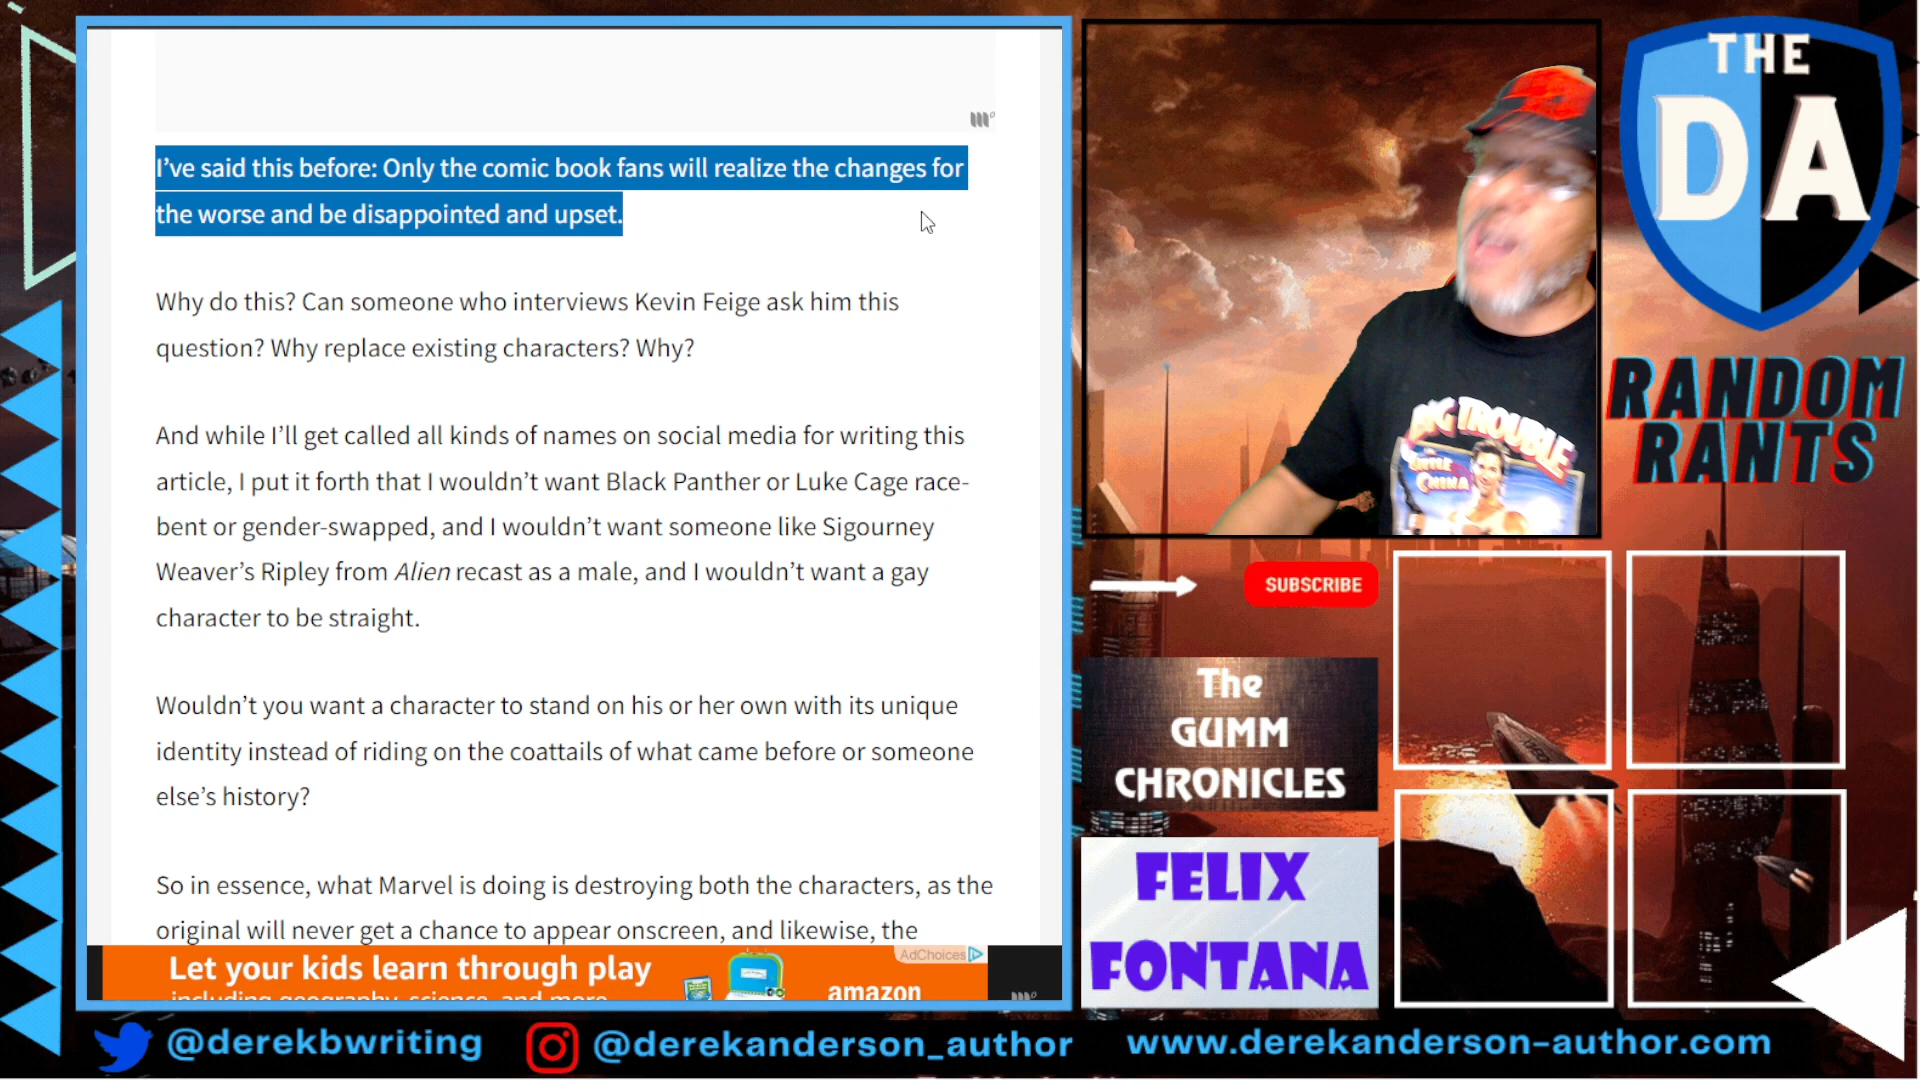 I've said this before: Only the comic book fans will realize the changes for
the worse and be disappointed and upset.
Why do this? Can someone who interviews Kevin Feige ask him this
question? Why replace existing characters? Why?
And while I'll get called all kinds of names on social media for writing this
article, I put it forth that I wouldn't want Black Panther or Luke Cage race-
bent or gender-swapped, and I wouldn't want someone like Sigourney
Weaver's Ripley from Alien recast as a male, and I wouldn't want a gay
character to be straight.
Wouldn't you want a character to stand on his or her own with its unique
identity instead of riding on the coattails of what came before or someone
else's history?
So in essence, what Marvel is doing is destroying both the characters, as the
original will never get a chance to appear onscreen, and likewise, the
AdChoices
Let your kids learn through play
including geography, science, and more
amazon
BIG TROUBLE
LITTLE
CHINA
THE
DA
RANDOM
RANTS
SUBSCRIBE
The
GUMM
CHRONICLES
FELIX
FONTANA
@derekbwriting
@derekanderson_author
www.derekanderson-author.com